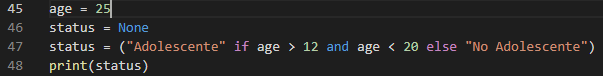 45 age = 25
46 status = None
47 status = ("Adolescente" if age > 12 and age < 20 else "No Adolescente")
48 print(status)